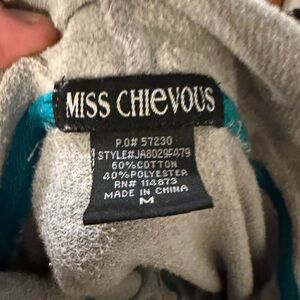 MISS CHIeVOUS
P.O# 57230
STYLE#JA8029F479
60%COTTON
40%POLYESTER
RN# 114873
MADE IN CHINA
M